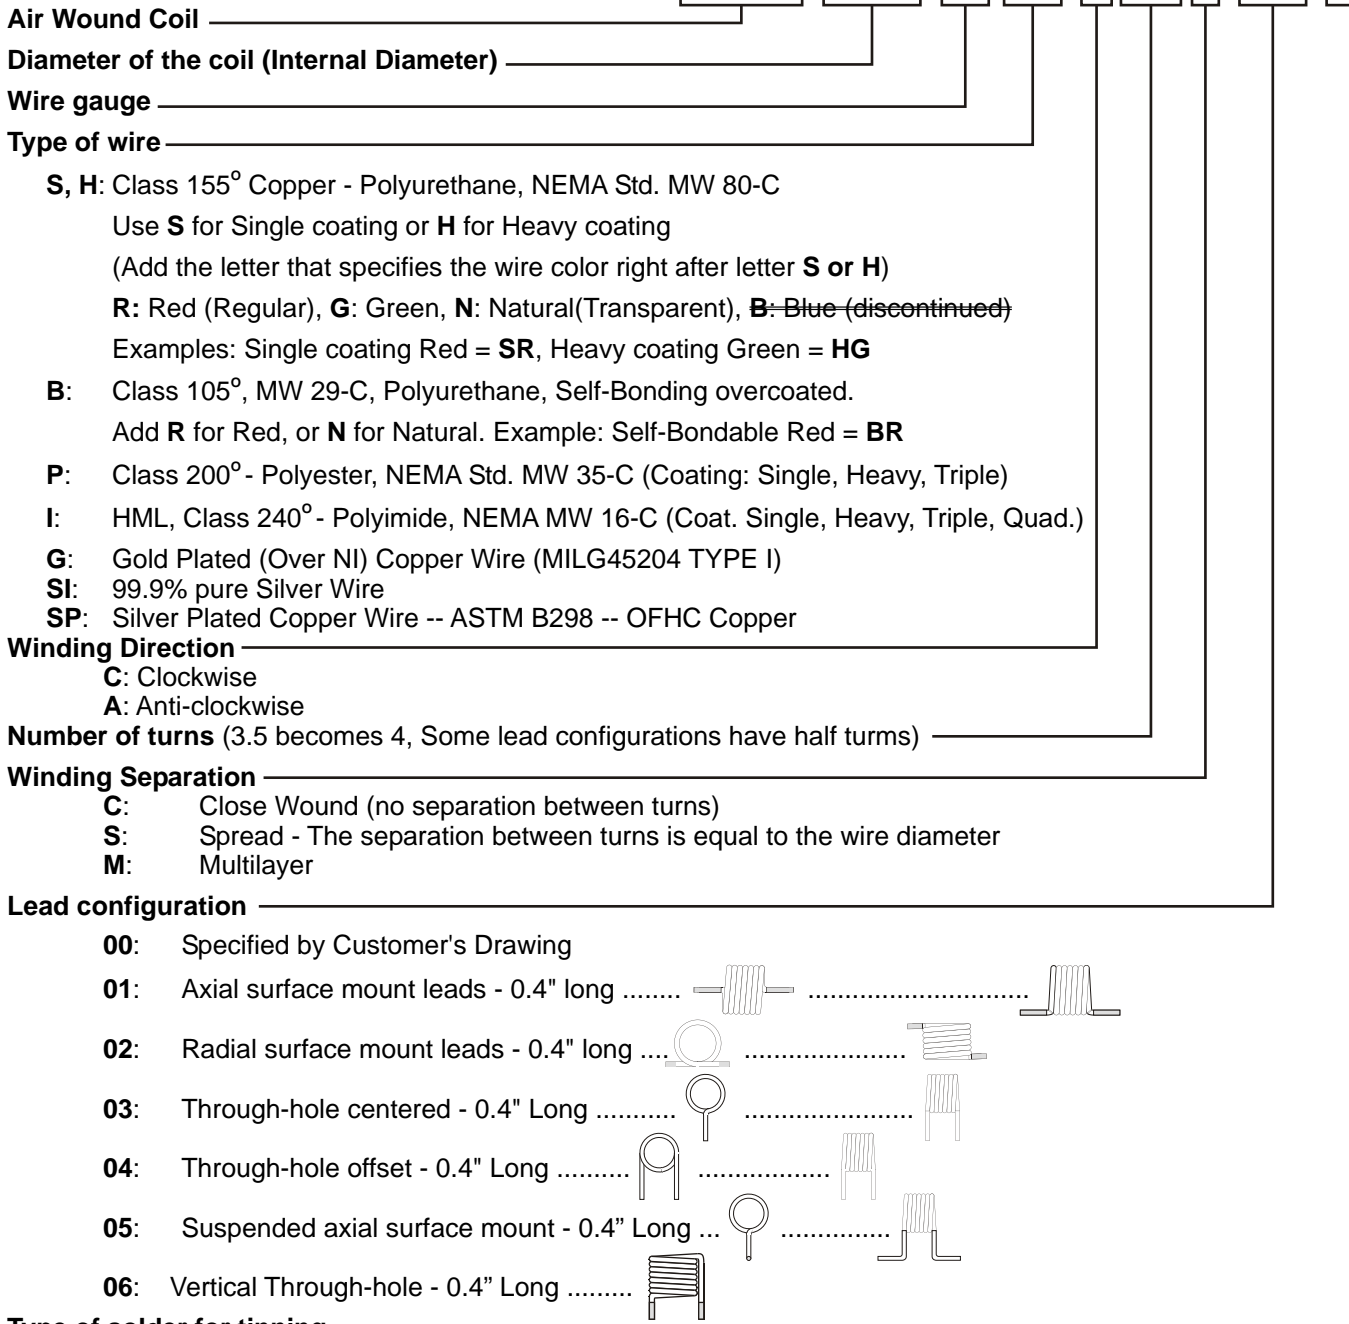 Air Wound Coil
Diameter of the coil (Internal Diameter)
Wire gauge
Type of wire
S, H: Class 155o Copper - Polyurethane, NEMA Std. MW 80-C
Use S for Single coating or H for Heavy coating
(Add the letter that specifies the wire color right after letter S or H)
R: Red (Regular), G: Green, N: Natural(Transparent), B: Blue (discontinued)
Examples: Single coating Red = SR, Heavy coating Green = HG
B: Class 105o, MW 29-C, Polyurethane, Self-Bonding overcoated.
Add R for Red, or N for Natural. Example: Self-Bondable Red = BR
P: Class 200o - Polyester, NEMA Std. MW 35-C (Coating: Single, Heavy, Triple)
I: HML, Class 240o - Polyimide, NEMA MW 16-C (Coat. Single, Heavy, Triple, Quad.)
G: Gold Plated (Over NI) Copper Wire (MILG45204 TYPE I)
SI: 99.9% pure Silver Wire
SP: Silver Plated Copper Wire -- ASTM B298 -- OFHC Copper
Winding Direction
C: Clockwise
A: Anti-clockwise
Number of turns (3.5 becomes 4, Some lead configurations have half turms)
Winding Separation
C: Close Wound (no separation between turns)
S: Spread - The separation between turns is equal to the wire diameter
M: Multilayer
Lead configuration
00: Specified by Customer's Drawing
01: Axial surface mount leads - 0.4" long ........ ..............................
02: Radial surface mount leads - 0.4" long .... ......................
03: Through-hole centered - 0.4" Long ........... .......................
04: Through-hole offset - 0.4" Long .......... ..................
05: Suspended axial surface mount - 0.4” Long ... ...............
06: Vertical Through-hole - 0.4” Long .........
Type of solder for tinning